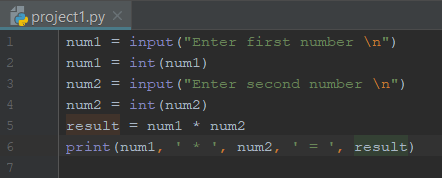 project1.py
1 num1 = input("Enter first number \n")
2 num1 = int(num1)
3 num2 = input("Enter second number \n")
4 num2 = int(num2)
5 result = num1 * num2
6 print(num1, ' * ', num2, ' = ', result)
7